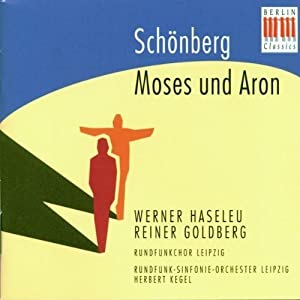 BERLIN
Classics
Schönberg
Moses und Aron
WERNER HASELEU
REINER GOLDBERG
RUNDFUNKCHOR LEIPZIG
RUNDFUNK-SINFONIE-ORCHESTER LEIPZIG
HERBERT KEGEL